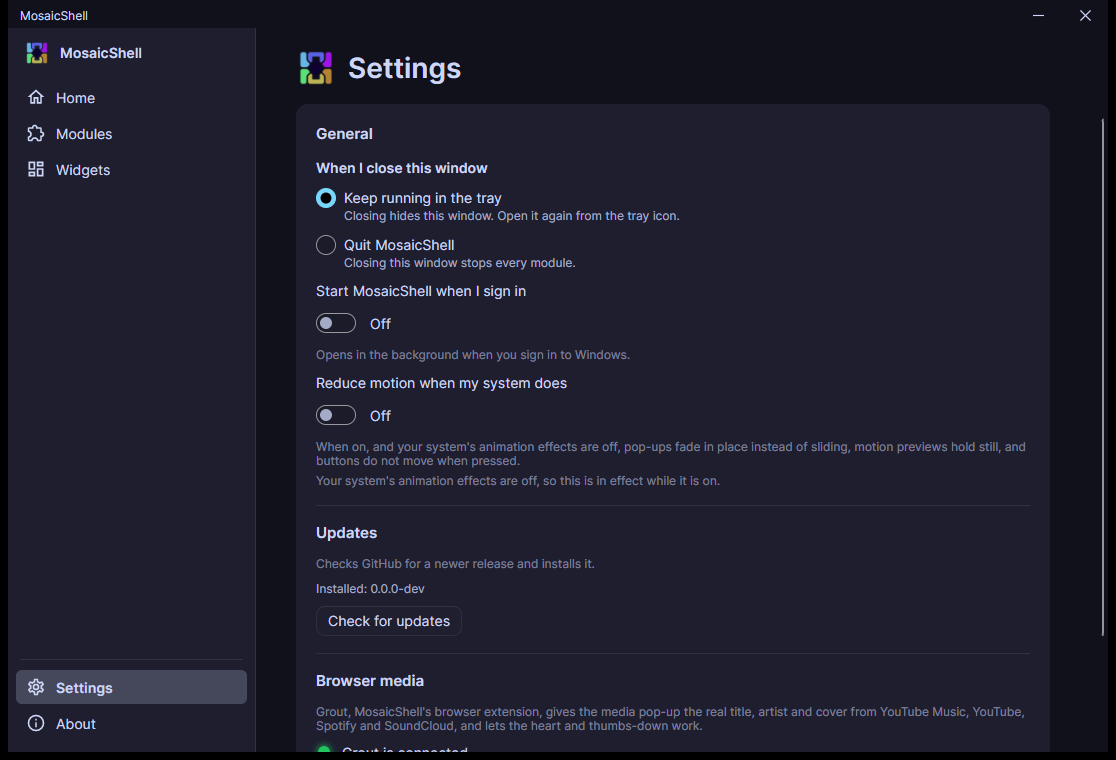 MosaicShell
MosaicShell
Home
Modules
Widgets
Settings
About
Settings
General
When I close this window
Keep running in the tray
Closing hides this window. Open it again from the tray icon.
Quit MosaicShell
Closing this window stops every module.
Start MosaicShell when I sign in
Off
Opens in the background when you sign in to Windows.
Reduce motion when my system does
Off
When on, and your system's animation effects are off, pop-ups fade in place instead of sliding, motion previews hold still, and
buttons do not move when pressed.
Your system's animation effects are off, so this is in effect while it is on.
Updates
Checks GitHub for a newer release and installs it.
Installed: 0.0.0-dev
Check for updates
Browser media
Grout, MosaicShell's browser extension, gives the media pop-up the real title, artist and cover from YouTube Music, YouTube,
Spotify and SoundCloud, and lets the heart and thumbs-down work.
Grout is connected